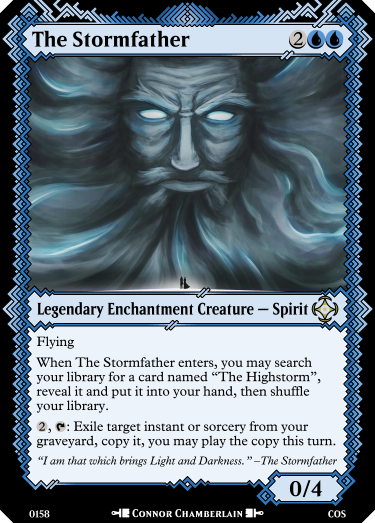 The Stormfather 2
Legendary Enchantment Creature — Spirit
Flying
When The Stormfather enters, you may search
your library for a card named “The Highstorm”,
reveal it and put it into your hand, then shuffle
your library.
2, : Exile target instant or sorcery from your
graveyard, copy it, you may play the copy this turn.
“I am that which brings Light and Darkness.” –The Stormfather
0/4
0158 Connor Chamberlain COS